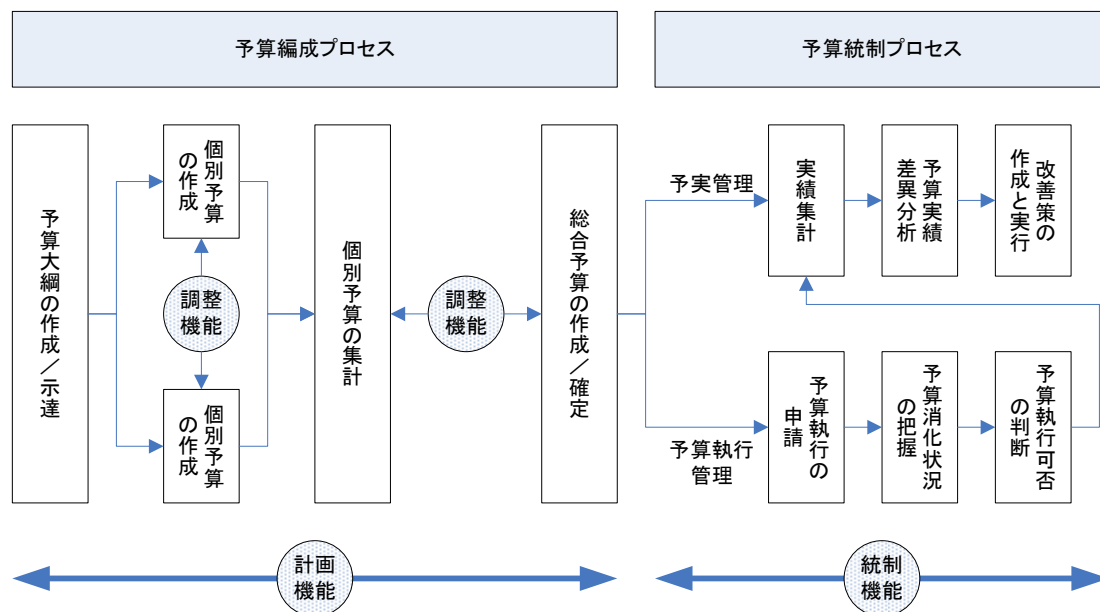 予算編成プロセス
予算統制プロセス
予算大綱の作成／示達
個別予算
の作成
調整
機能
個別予算
の作成
個別予算の集計
調整
機能
総合予算の作成／確定
予実管理
実績集計
予算実績
差異分析
改善策の
作成と実行
予算執行
管理
予算執行の
申請
予算消化状況
の把握
予算執行可否
の判断
計画
機能
統制
機能